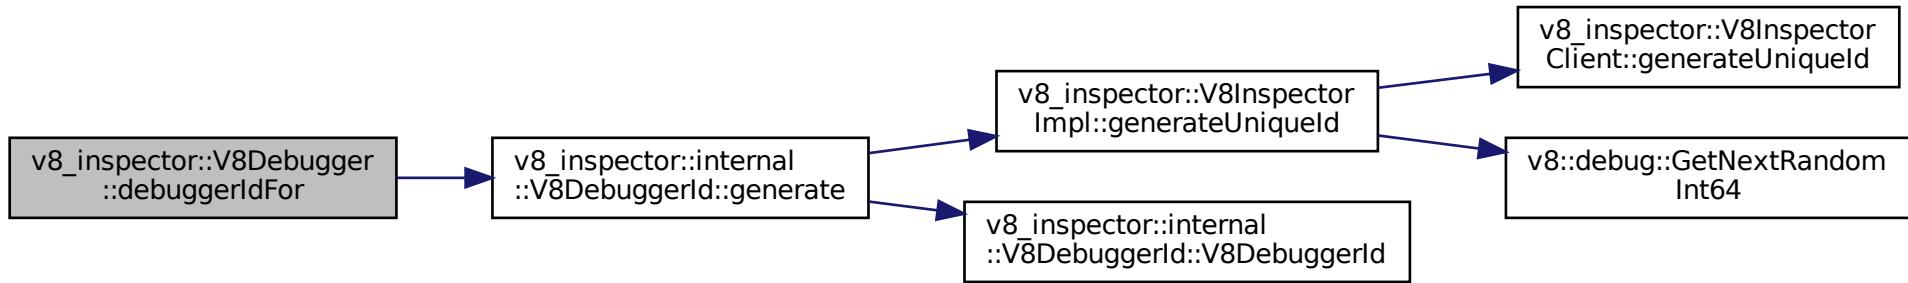 v8_inspector::V8Debugger
::debuggerIdFor
v8_inspector::internal
::V8DebuggerId::generate
v8_inspector::V8Inspector
Impl::generateUniqueId
v8_inspector::internal
::V8DebuggerId::V8DebuggerId
v8_inspector::V8Inspector
Client::generateUniqueId
v8::debug::GetNextRandom
Int64